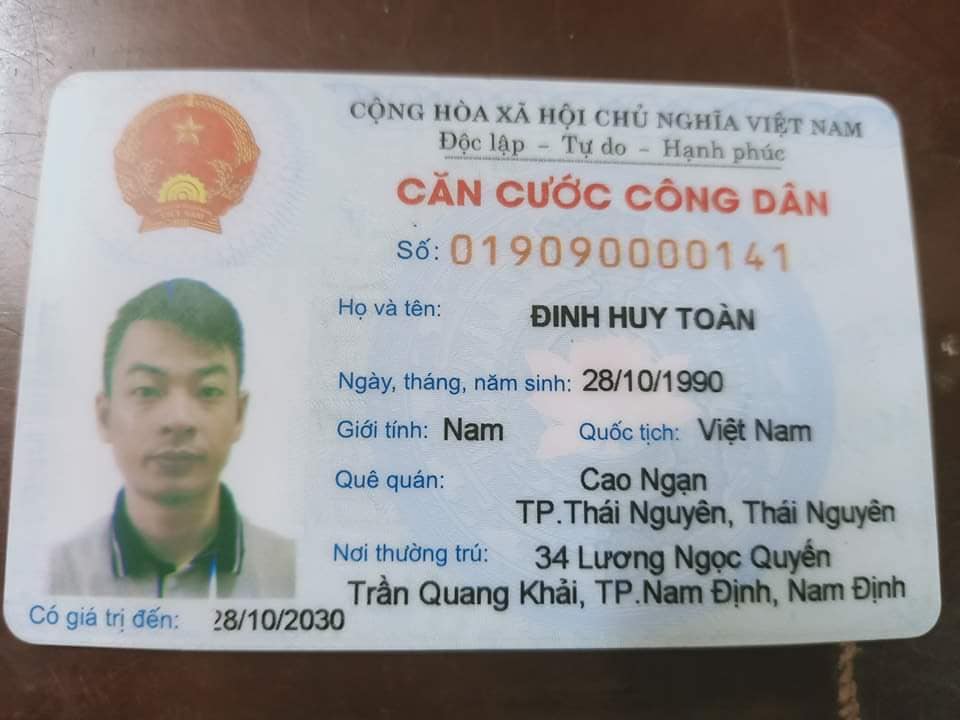 CỘNG HÒA XÃ HỘI CHỦ NGHĨA VIỆT NAM
Độc lập - Tự do - Hạnh phúc
CĂN CƯỚC CÔNG DÂN
Số: 019090000141
Họ và tên: ĐINH HUY TOÀN
Ngày, tháng, năm sinh: 28/10/1990
Giới tính: Nam Quốc tịch: Việt Nam
Quê quán: Cao Ngạn
TP.Thái Nguyên, Thái Nguyên
Nơi thường trú: 34 Lương Ngọc Quyến
Trần Quang Khải, TP.Nam Định, Nam Định
Có giá trị đến: 28/10/2030